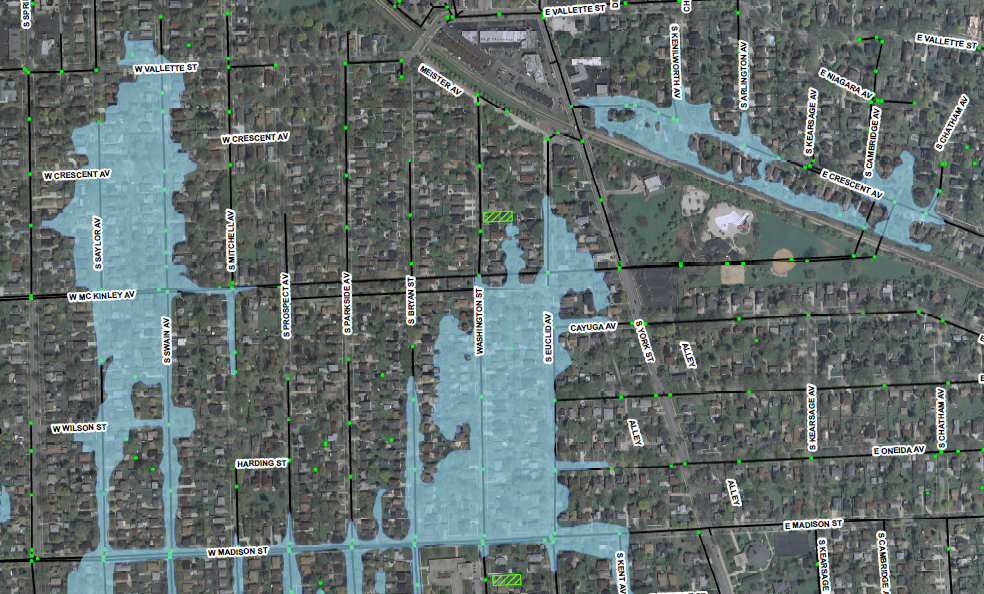 S SPRI
E VALLETTE ST
D
CH
S KENILWORTH AV
S ARLINGTON AV
E VALLETTE ST
W VALLETTE ST
MEISTER AV
E NIAGARA AV
S KEARSAGE AV
S CAMBRIDGE AV
S CHATHAM AV
W CRESCENT AV
W CRESCENT AV
E CRESCENT AV
S SAYLOR AV
S MITCHELL AV
S PROSPECT AV
S PARKSIDE AV
S BRYAN ST
WASHINGTON ST
S EUCLID AV
W MC KINLEY AV
S SWAIN AV
CAYUGA AV
S YORK ST
ALLEY
E
E
W WILSON ST
ALLEY
S KEARSAGE AV
S CHATHAM AV
HARDING ST
E ONEIDA AV
ALLEY
W MADISON ST
E MADISON ST
S KENT AV
S KEARSAGE
S CAMBRIDGE A